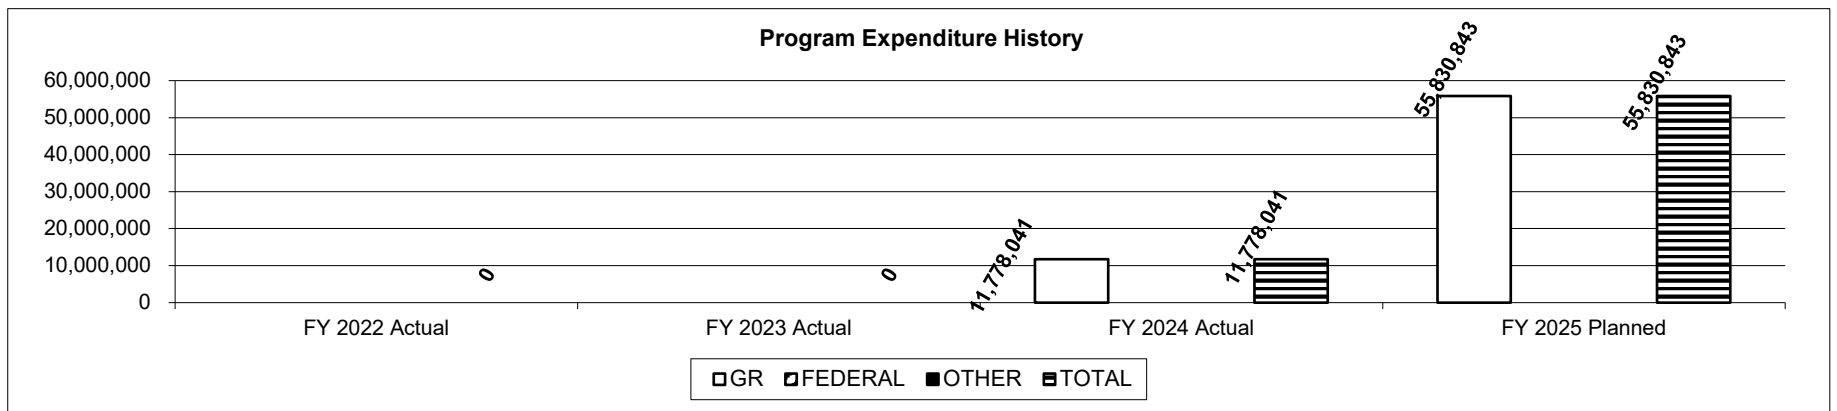 Program Expenditure History
60,000,000
50,000,000
40,000,000
30,000,000
20,000,000
10,000,000
0
0
0
11,778,041
11,778,041
55,830,843
55,830,843
FY 2022 Actual
FY 2023 Actual
FY 2024 Actual
FY 2025 Planned
GR FEDERAL OTHER TOTAL